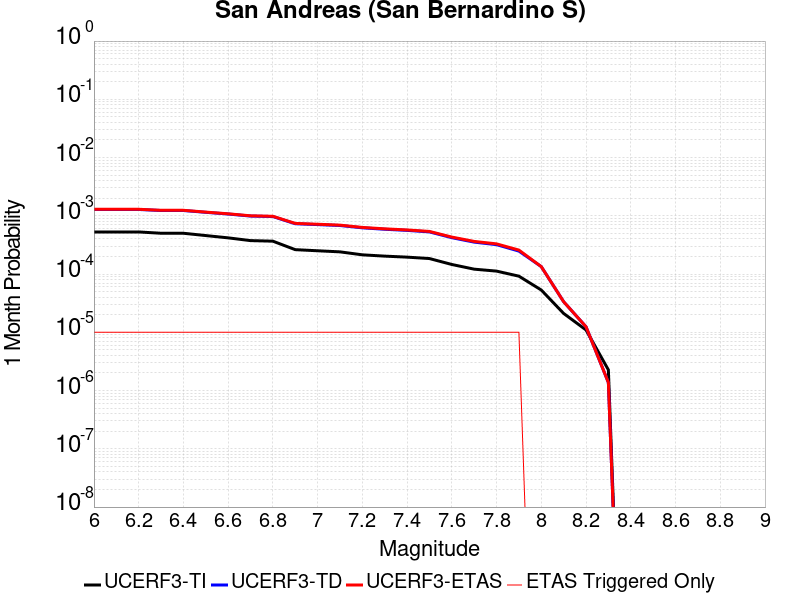 San Andreas (San Bernardino S)
10^0
10^-1
10^-2
10^-3
10^-4
10^-5
10^-6
10^-7
10^-8
1 Month Probability
6 6.2 6.4 6.6 6.8 7 7.2 7.4 7.6 7.8 8 8.2 8.4 8.6 8.8 9
Magnitude
UCERF3-TI UCERF3-TD UCERF3-ETAS ETAS Triggered Only